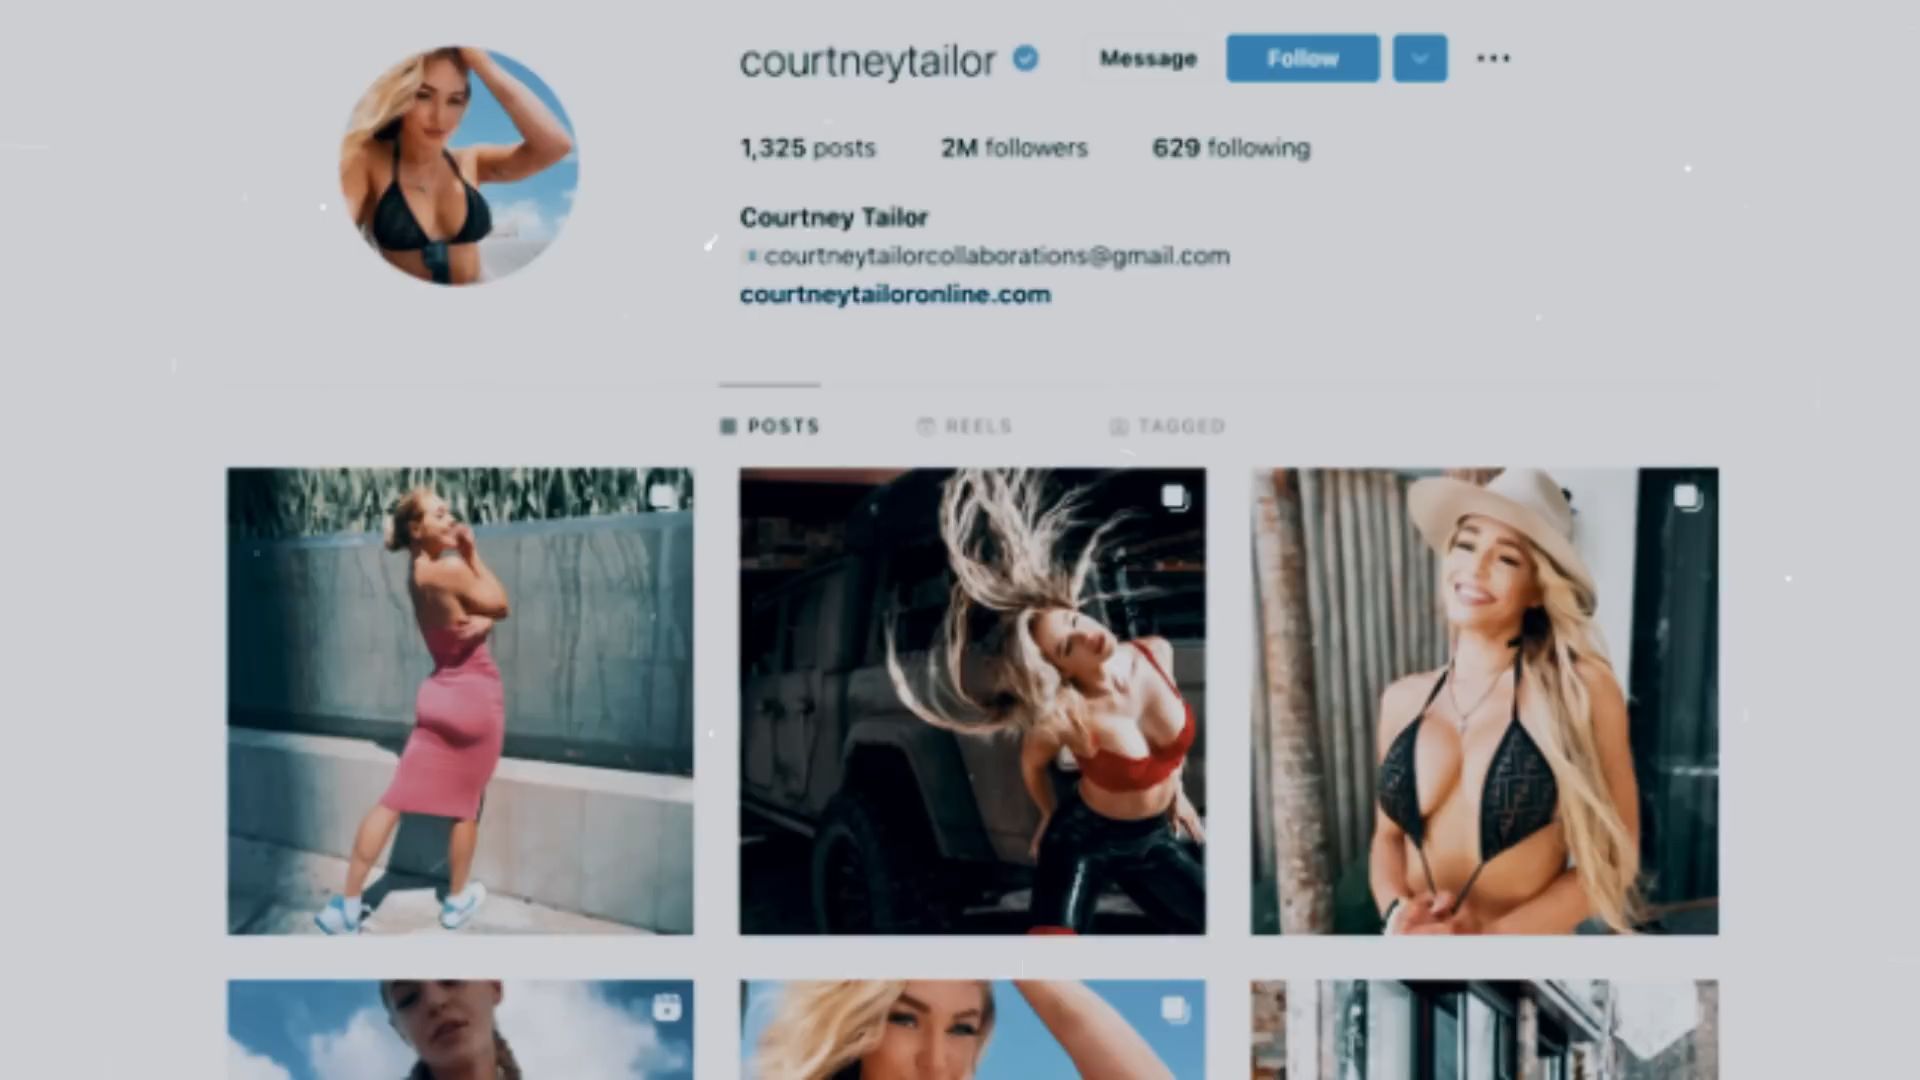 courtneytailor Message Follow
1,325 posts 2M followers 629 following
Courtney Tailor
courtneytailorcollaborations@gmail.com
courtneytailoronline.com
POSTS REELS TAGGED